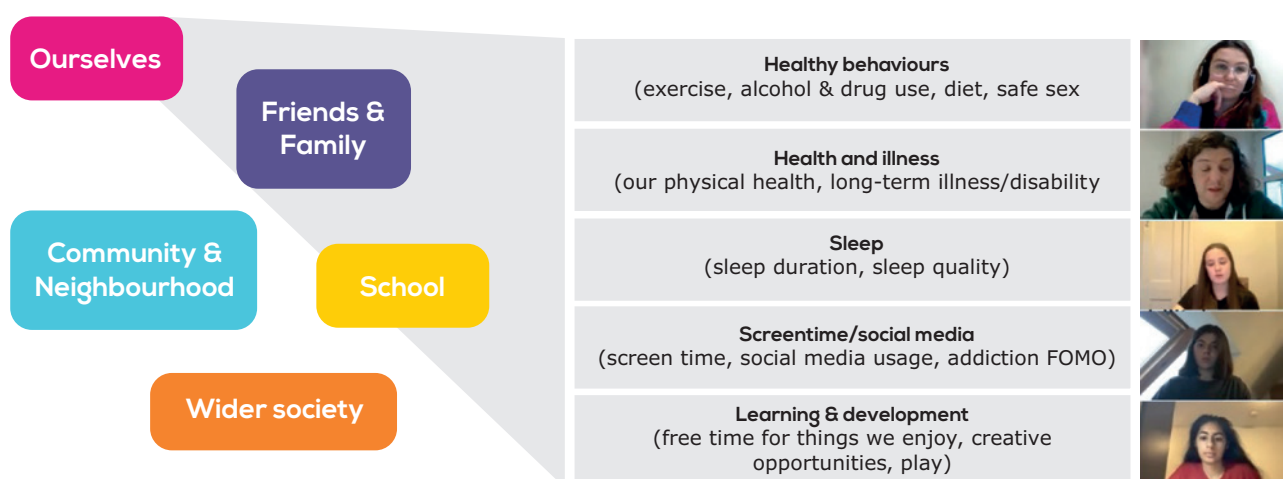 Ourselves
Friends &
Family
Community &
Neighbourhood
School
Wider society
Healthy behaviours
(exercise, alcohol & drug use, diet, safe sex
Health and illness
(our physical health, long-term illness/disability
Sleep
(sleep duration, sleep quality)
Screentime/social media
(screen time, social media usage, addiction FOMO)
Learning & development
(free time for things we enjoy, creative
opportunities, play)